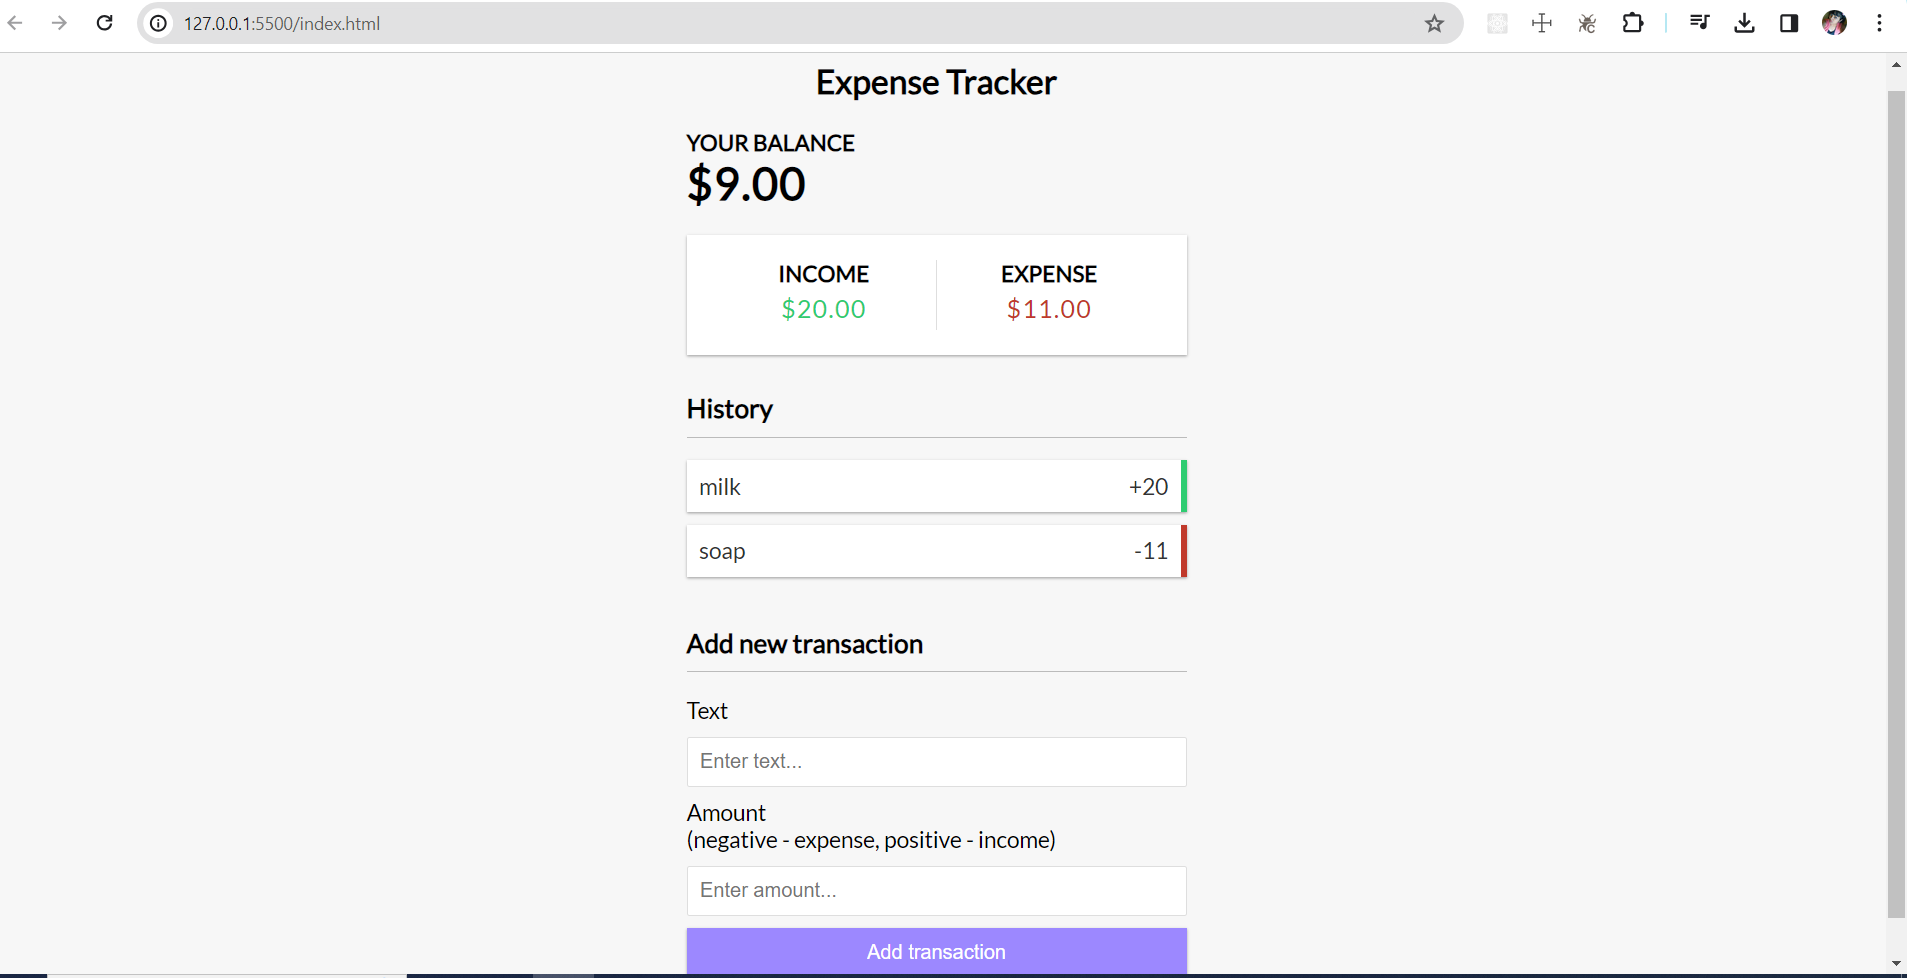 127.0.0.1:5500/index.html
Expense Tracker
YOUR BALANCE
$9.00
INCOME EXPENSE
$20.00 $11.00
History
milk +20
soap -11
Add new transaction
Text
Enter text...
Amount
(negative - expense, positive - income)
Enter amount...
Add transaction